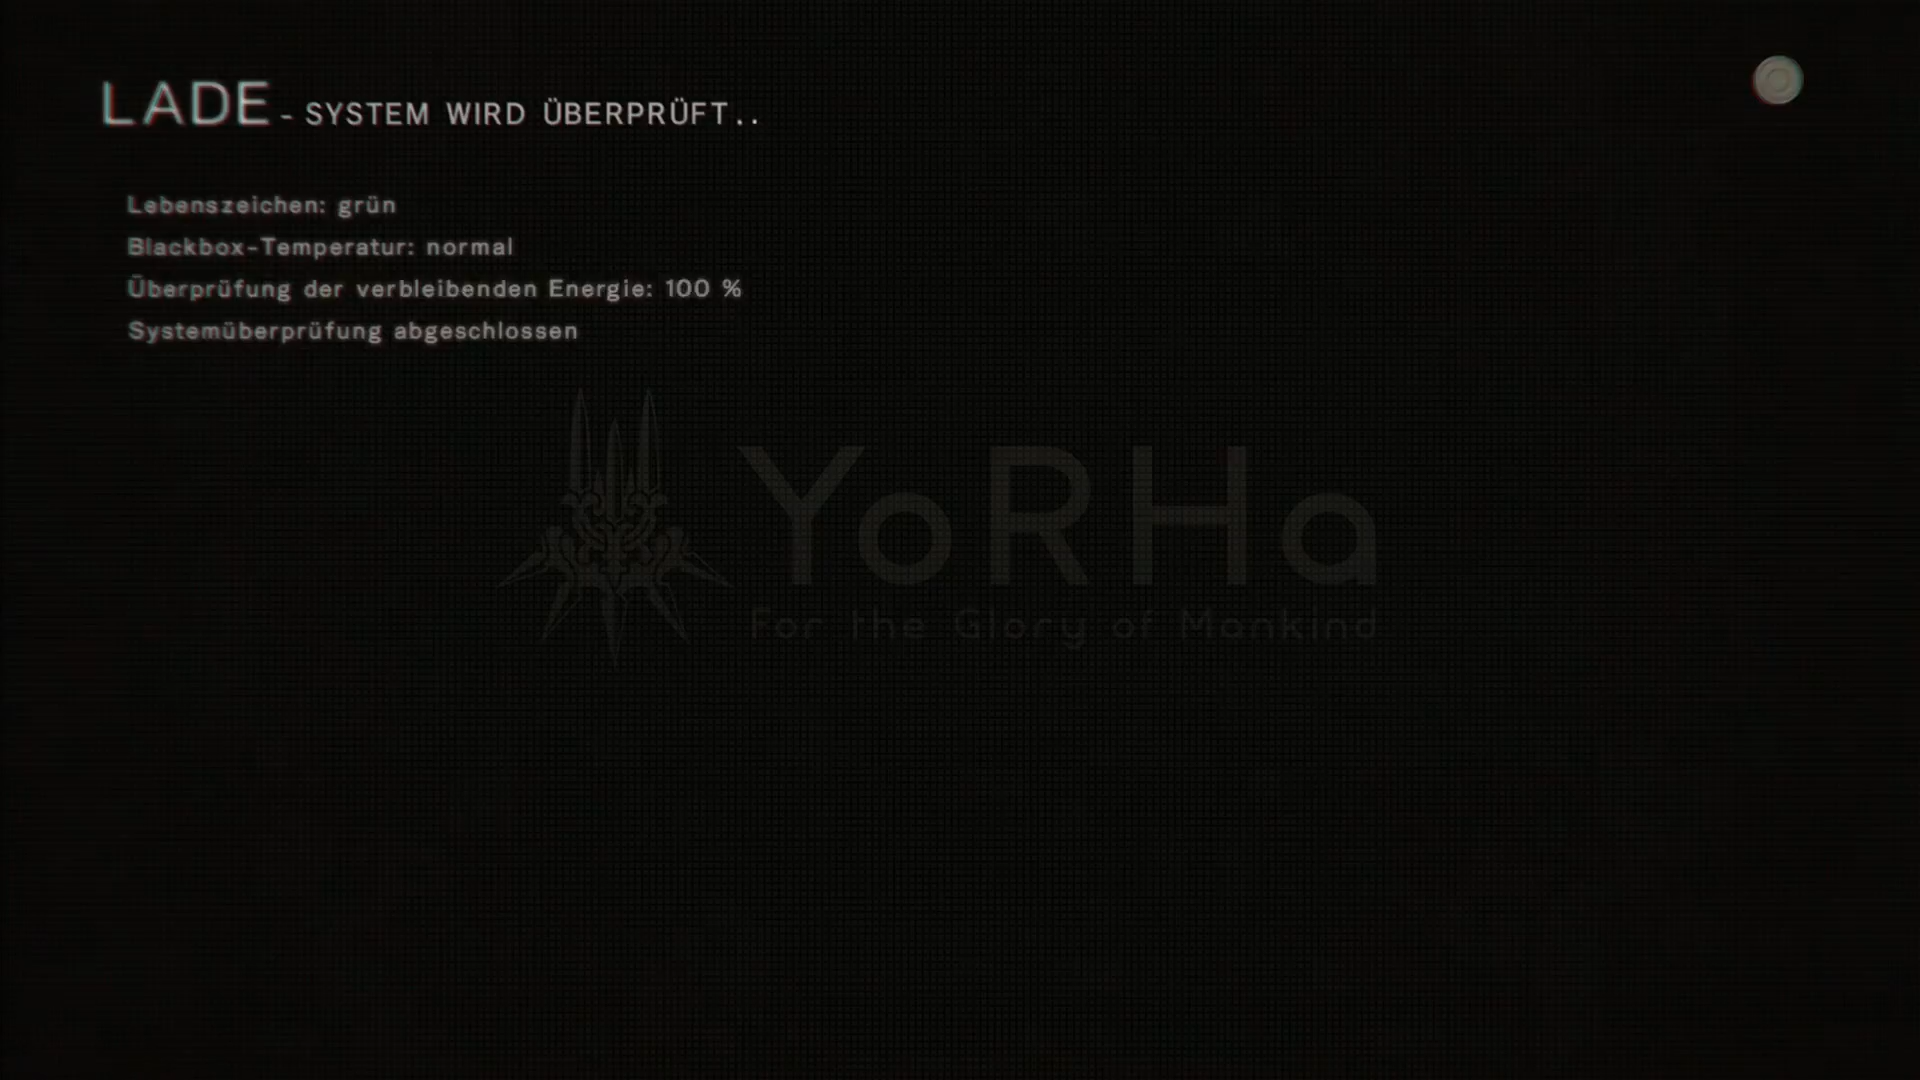 LADE - SYSTEM WIRD ÜBERPRÜFT..
Lebenszeichen: grün
Blackbox-Temperatur: normal
Überprüfung der verbleibenden Energie: 100 %
Systemüberprüfung abgeschlossen
YoRHa
For the Glory of Mankind